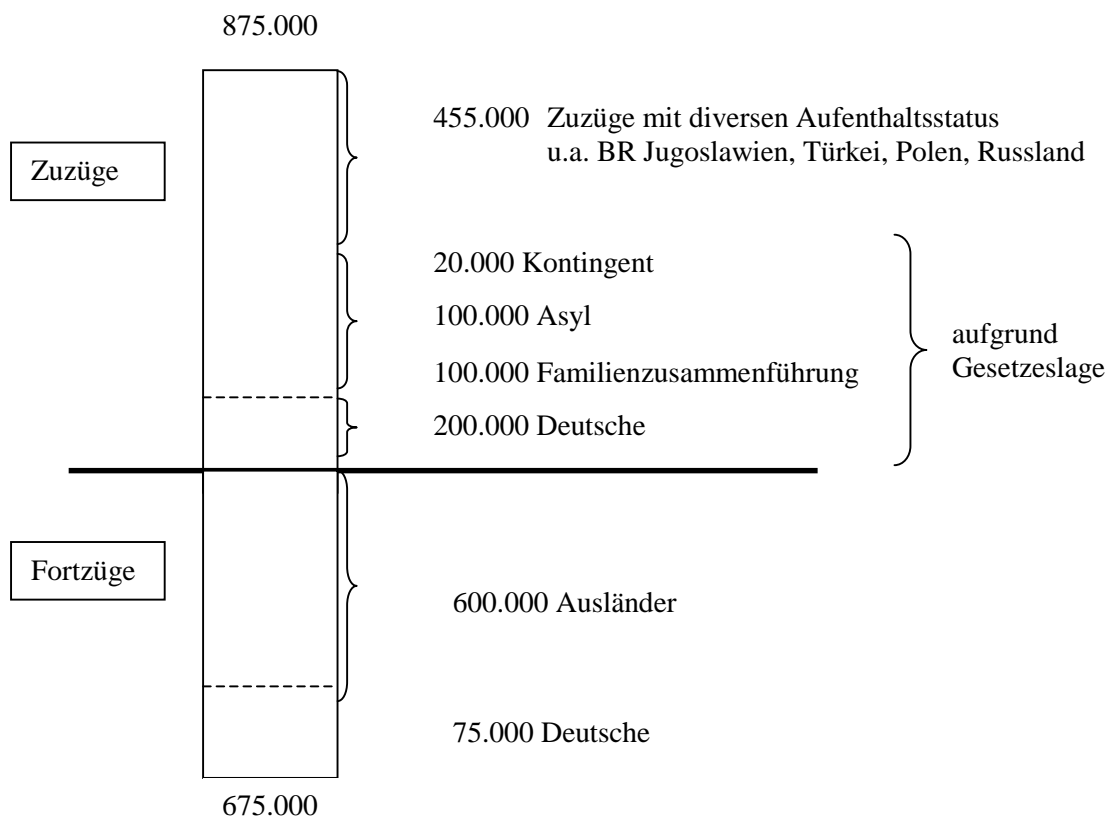 875.000
455.000 Zuzüge mit diversen Aufenthaltsstatus
u.a. BR Jugoslawien, Türkei, Polen, Russland
Zuzüge
20.000 Kontingent
100.000 Asyl
aufgrund
Gesetzeslage
100.000 Familienzusammenführung
200.000 Deutsche
Fortzüge
600.000 Ausländer
75.000 Deutsche
675.000